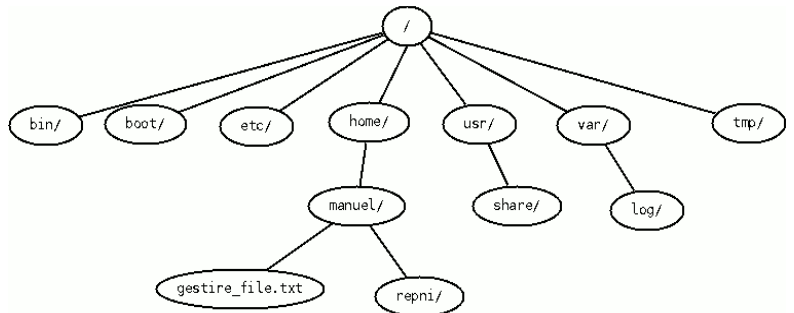 /
bin/ boot/ etc/ home/ usr/ var/ tmp/
manuel/ share/ log/
gestire_file.txt repni/